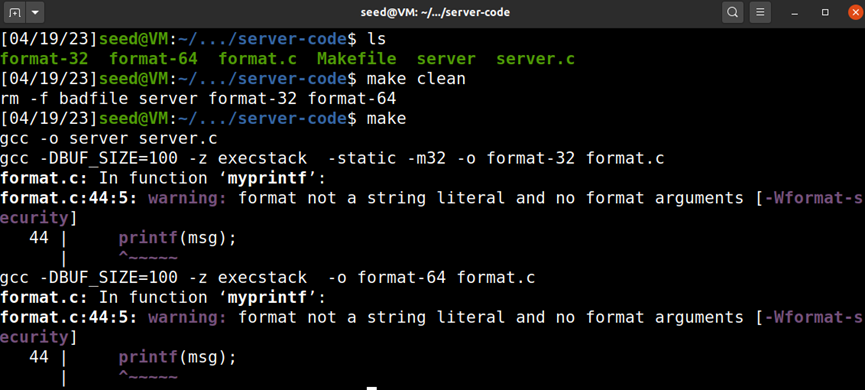 seed@VM: ~/.../server-code
[04/19/23]seed@VM:~/.../server-code$ ls
format-32  format-64  format.c  Makefile  server  server.c
[04/19/23]seed@VM:~/.../server-code$ make clean
rm -f badfile server format-32 format-64
[04/19/23]seed@VM:~/.../server-code$ make
gcc -o server server.c
gcc -DBUF_SIZE=100 -z execstack  -static -m32 -o format-32 format.c
format.c: In function ‘myprintf’:
format.c:44:5: warning: format not a string literal and no format arguments [-Wformat-s
ecurity]
   44 |     printf(msg);
      |     ^~~~~~
gcc -DBUF_SIZE=100 -z execstack  -o format-64 format.c
format.c: In function ‘myprintf’:
format.c:44:5: warning: format not a string literal and no format arguments [-Wformat-s
ecurity]
   44 |     printf(msg);
      |     ^~~~~~